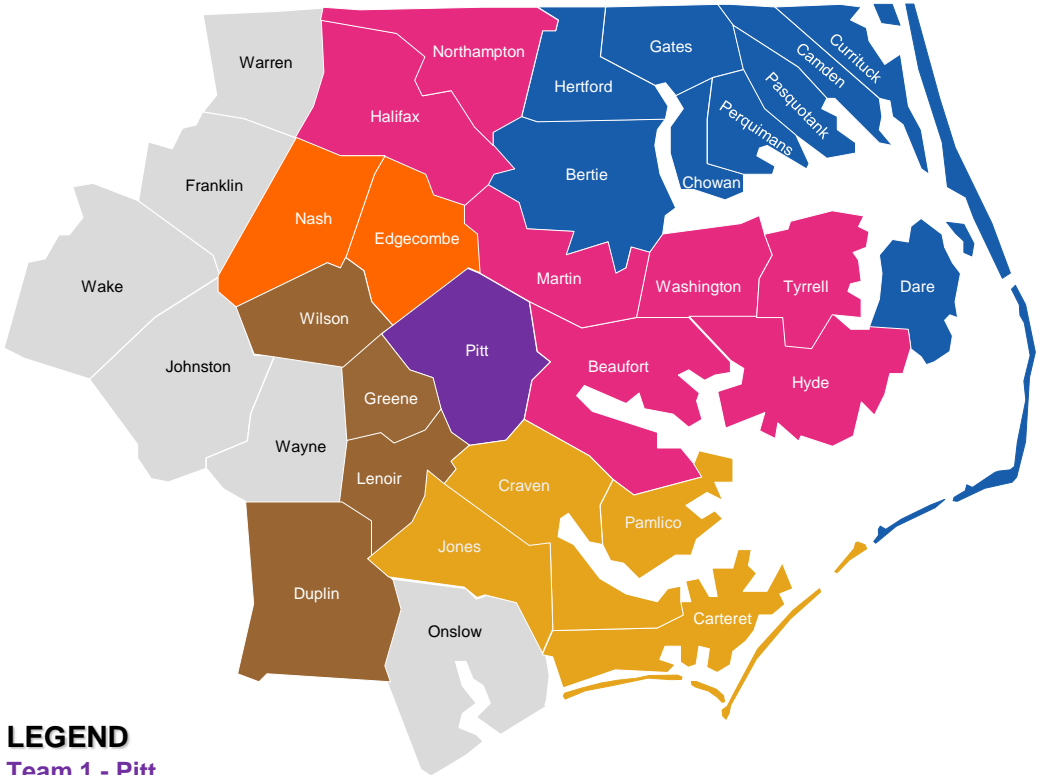 Warren
Northampton
Gates
Currituck
Camden
Hertford
Pasquotank
Halifax
Perquimans
Bertie
Chowan
Franklin
Nash
Edgecombe
Martin
Washington
Tyrrell
Dare
Wake
Wilson
Pitt
Johnston
Beaufort
Hyde
Greene
Wayne
Lenoir
Craven
Pamlico
Jones
Duplin
Carteret
Onslow
LEGEND
Team 1 - Pitt